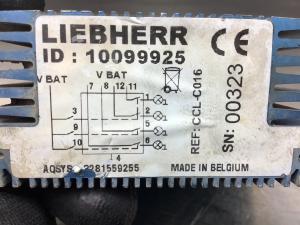 LIEBHERR
ID : 10099925
CE
V BAT
V BAT
7 8 12 11
3
1
5
2
10
6
4
REF: CCL-C016
SN: 00323
AQSYS 2281559255
MADE IN BELGIUM